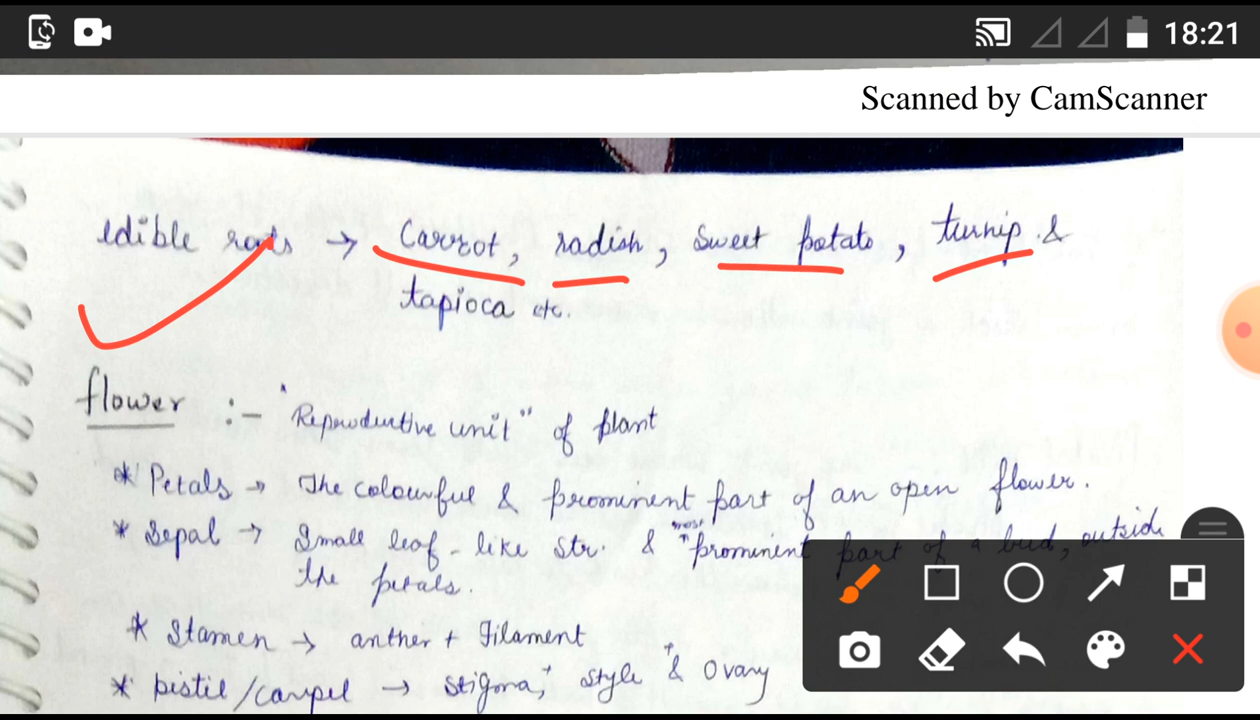 18:21
Scanned by CamScanner
edible roots → Carrot, radish, sweet potato, turnip &
tapioca etc.
flower :- "Reproductive unit" of plant
* Petals → The colourful & prominent part of an open flower.
* Sepal → Small leaf-like str. & most prominent part of a bud, outside
the petals.
* Stamen → anther + Filament
* pistil/carpel → stigma, + style + & Ovary